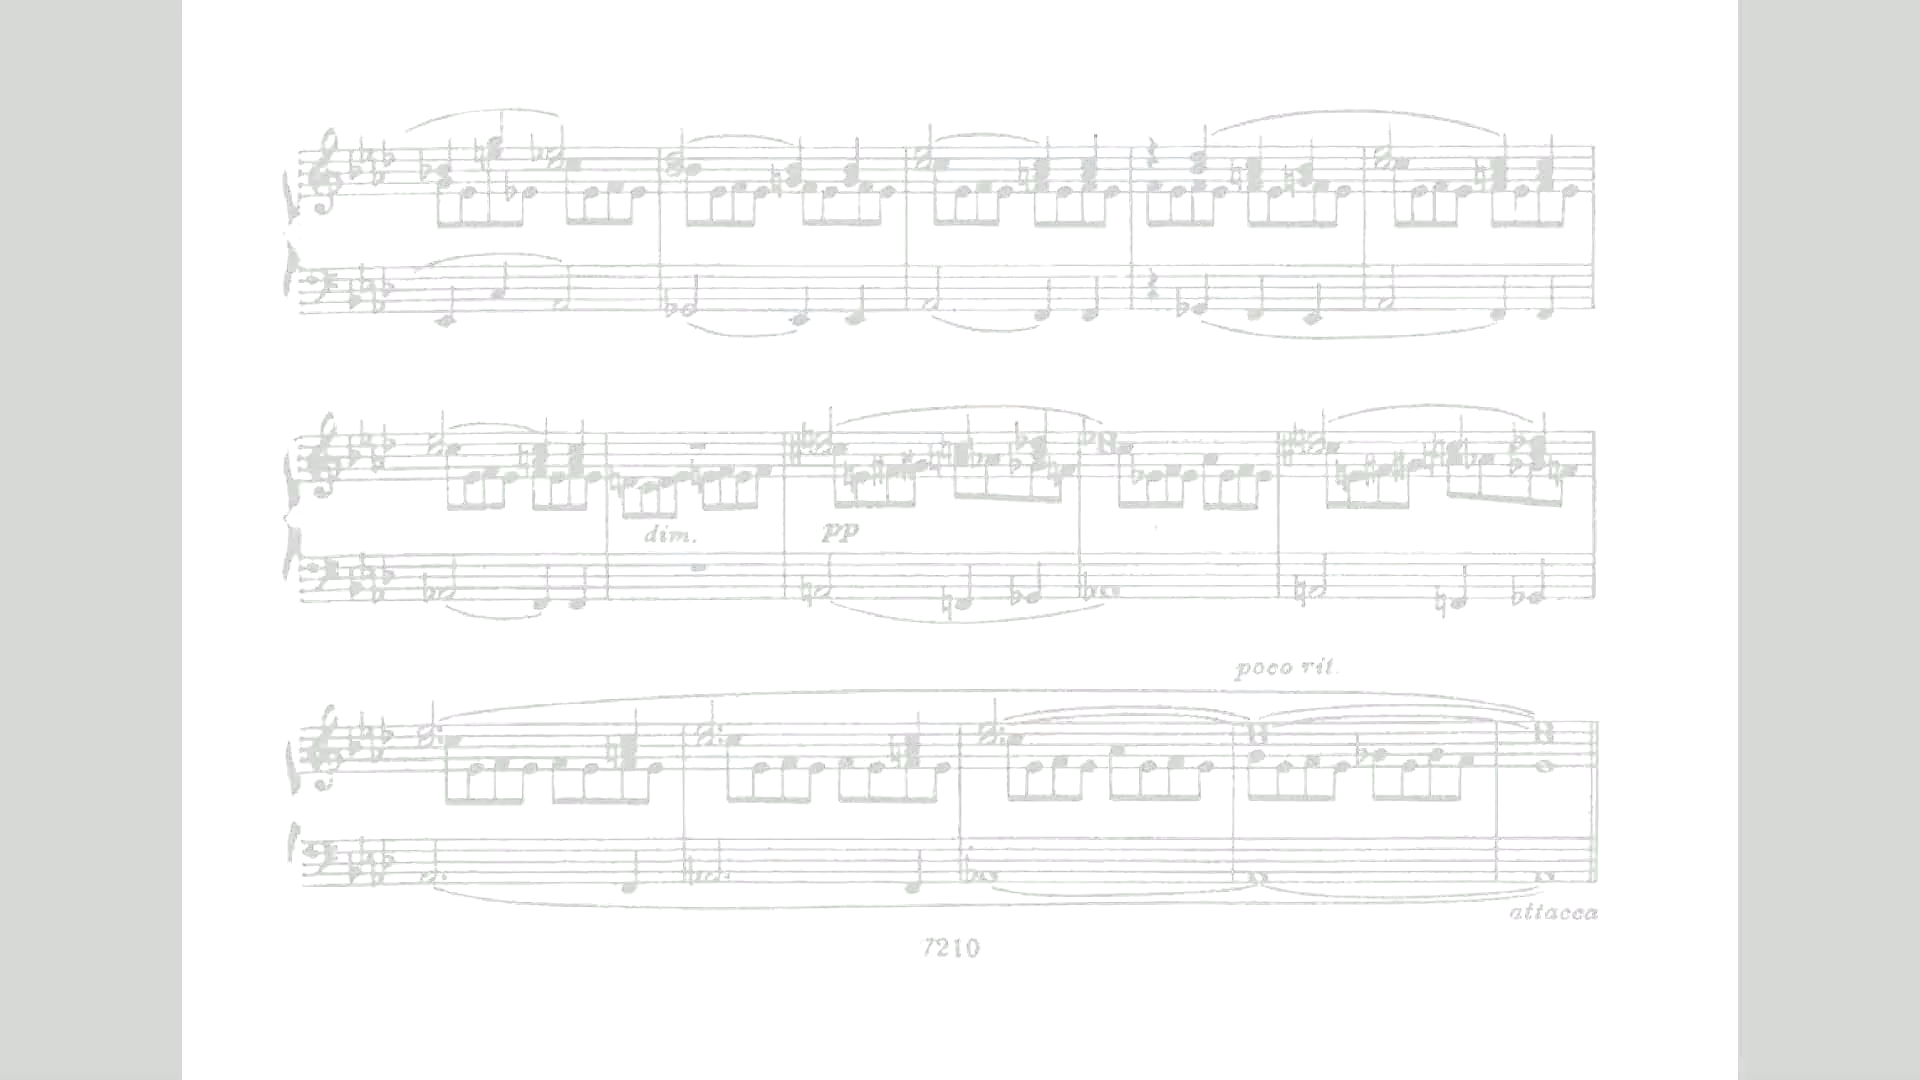 dim.
pp
poco rit.
attacca
7210